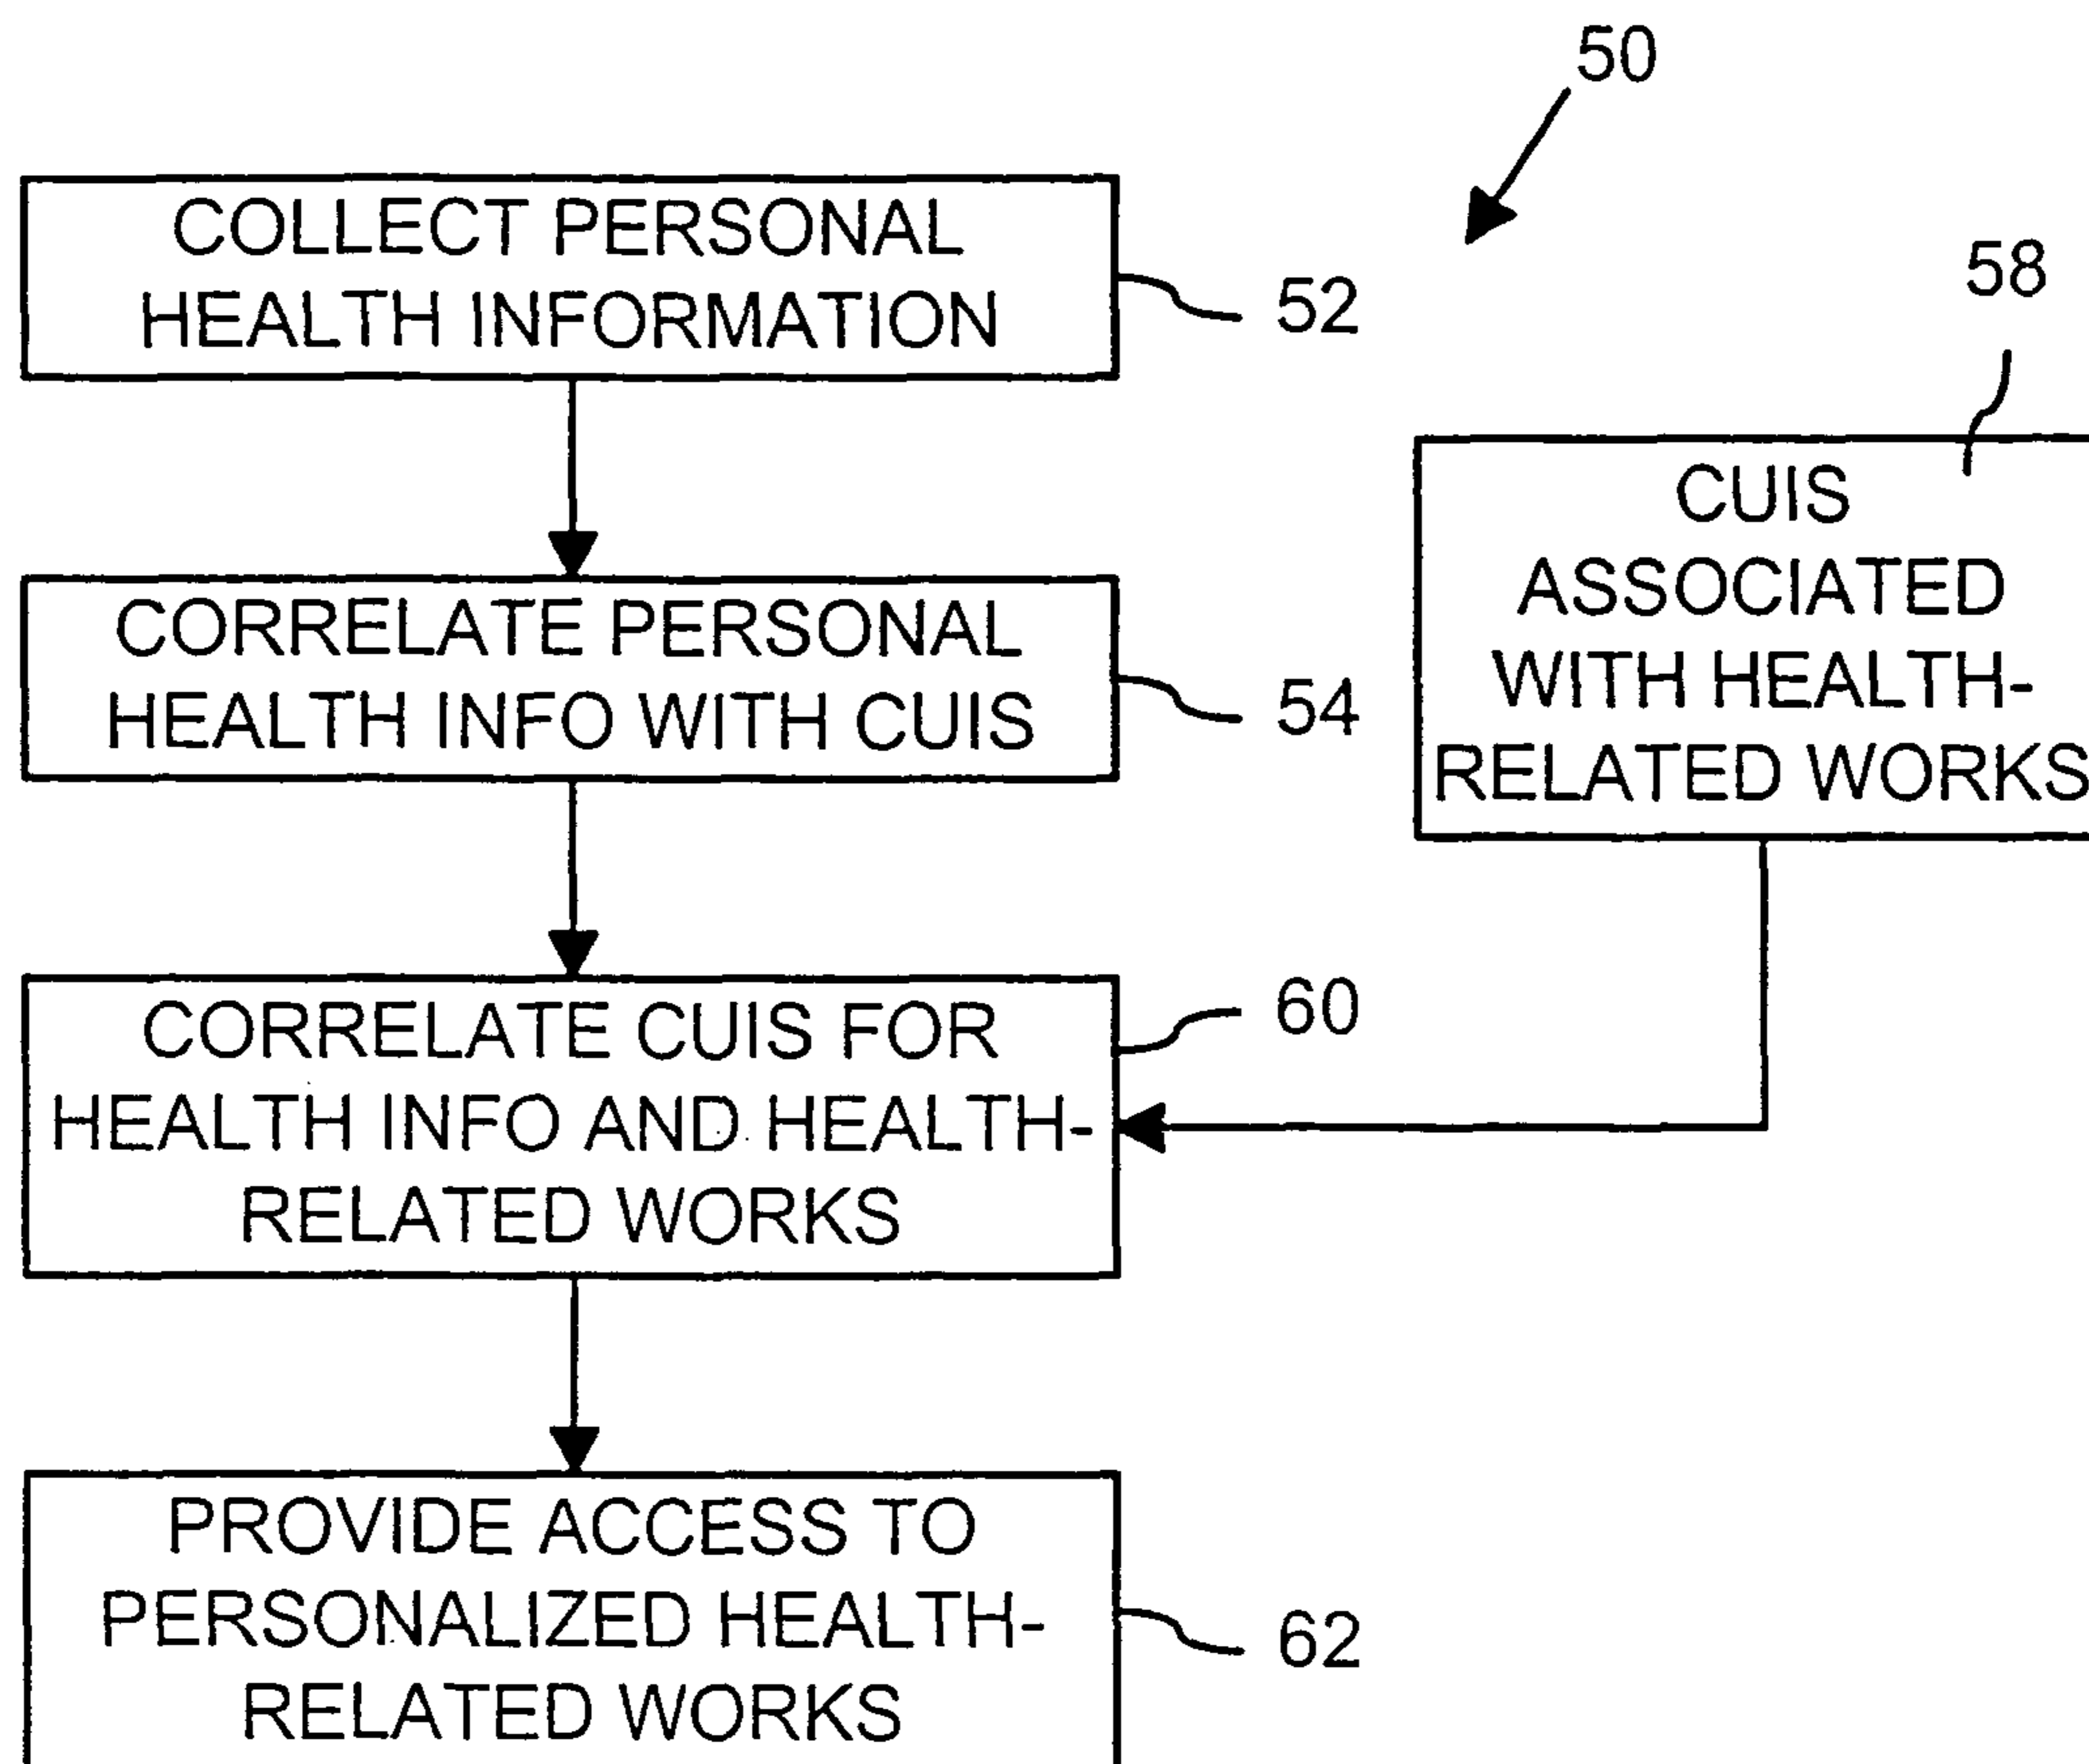 50
COLLECT PERSONAL
HEALTH INFORMATION
52
58
CORRELATE PERSONAL
HEALTH INFO WITH CUIS
54
CUIS
ASSOCIATED
WITH HEALTH-
RELATED WORKS
CORRELATE CUIS FOR
HEALTH INFO AND HEALTH-
RELATED WORKS
60
PROVIDE ACCESS TO
PERSONALIZED HEALTH-
RELATED WORKS
62